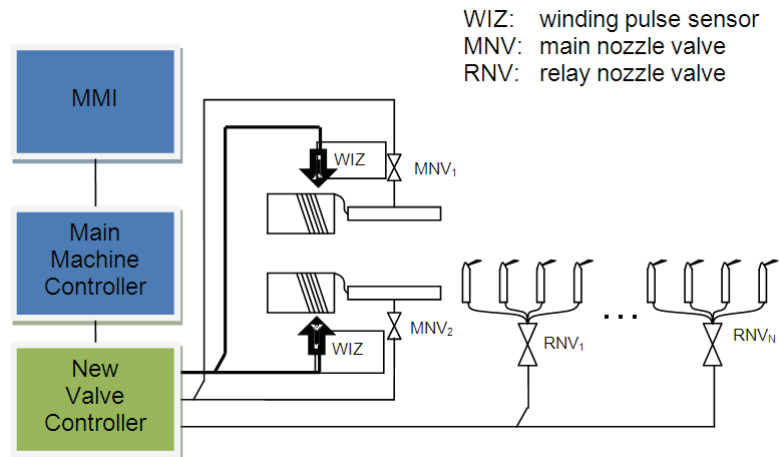 WIZ: winding pulse sensor
MNV: main nozzle valve
RNV: relay nozzle valve
MMI
WIZ
MNV₁
Main
Machine
Controller
MNV₂
WIZ
RNV₁
...
RNV_N
New
Valve
Controller